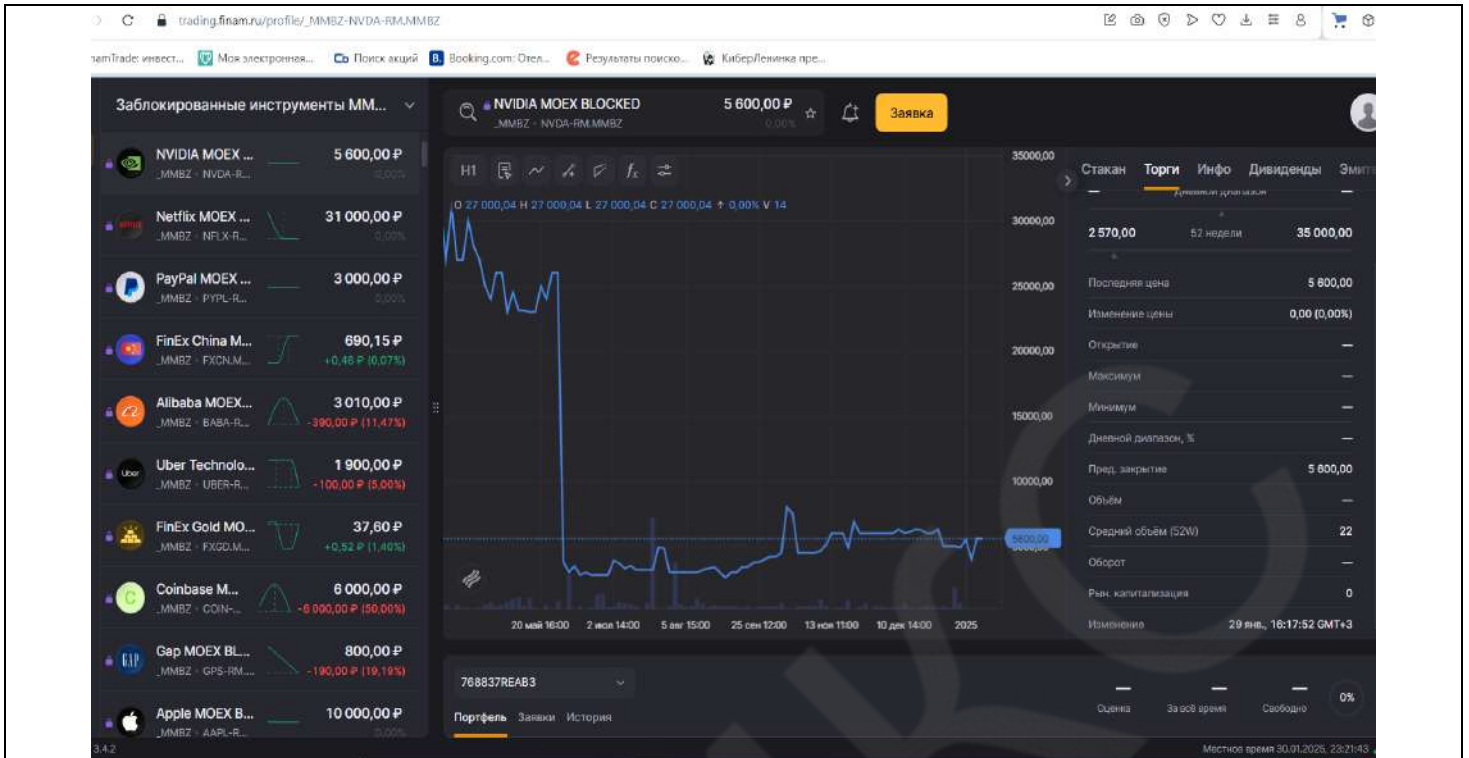 trading.finam.ru/profile/_MMBZ-NVDA-RM.MMBZ
namTrade: инвест... Моя электронная... Поиск акций Booking.com: Отел... Результаты поиско... КиберЛенинка пре...
Заблокированные инструменты ММ...
NVIDIA MOEX ... 5 600,00 ₽
_MMBZ - NVDA-R... 0,00%
Netflix MOEX ... 31 000,00 ₽
_MMBZ - NFLX-R... 0,00%
PayPal MOEX ... 3 000,00 ₽
_MMBZ - PYPL-R... 0,00%
FinEx China M... 690,15 ₽
_MMBZ - FXCN.M... +0,46 ₽ (0,07%)
Alibaba MOEX... 3 010,00 ₽
_MMBZ - BABA-R... -390,00 ₽ (11,47%)
Uber
Uber Technolo... 1 900,00 ₽
_MMBZ - UBER-R... -100,00 ₽ (5,00%)
FinEx Gold MO... 37,60 ₽
_MMBZ - FXGD.M... +0,52 ₽ (1,40%)
Coinbase M... 6 000,00 ₽
_MMBZ - COIN-... -6 000,00 ₽ (50,00%)
GAP
Gap MOEX BL... 800,00 ₽
_MMBZ - GPS-RM.... -190,00 ₽ (19,19%)
Apple MOEX B... 10 000,00 ₽
_MMBZ - AAPL-R... 0,00%
3.4.2
NVIDIA MOEX BLOCKED 5 600,00 ₽
_MMBZ - NVDA-RM.MMBZ 0,00%
Заявка
H1
O 27 000,04 H 27 000,04 L 27 000,04 C 27 000,04 ↑ 0,00% V 14
35000,00
30000,00
25000,00
20000,00
15000,00
10000,00
5600,00
20 май 16:00 2 июл 14:00 5 авг 15:00 25 сен 12:00 13 ноя 11:00 10 дек 14:00 2025
768837REAB3
Портфель Заявки История
Стакан Торги Инфо Дивиденды Эмит
— Дневной диапазон —
2 570,00 52 недели 35 000,00
Последняя цена 5 600,00
Изменение цены 0,00 (0,00%)
Открытие —
Максимум —
Минимум —
Дневной диапазон, % —
Пред. закрытие 5 600,00
Объём —
Средний объём (52W) 22
Оборот —
Рын. капитализация 0
Изменение 29 янв., 16:17:52 GMT+3
— — — 0%
Оценка За всё время Свободно
Местное время 30.01.2025, 23:21:43